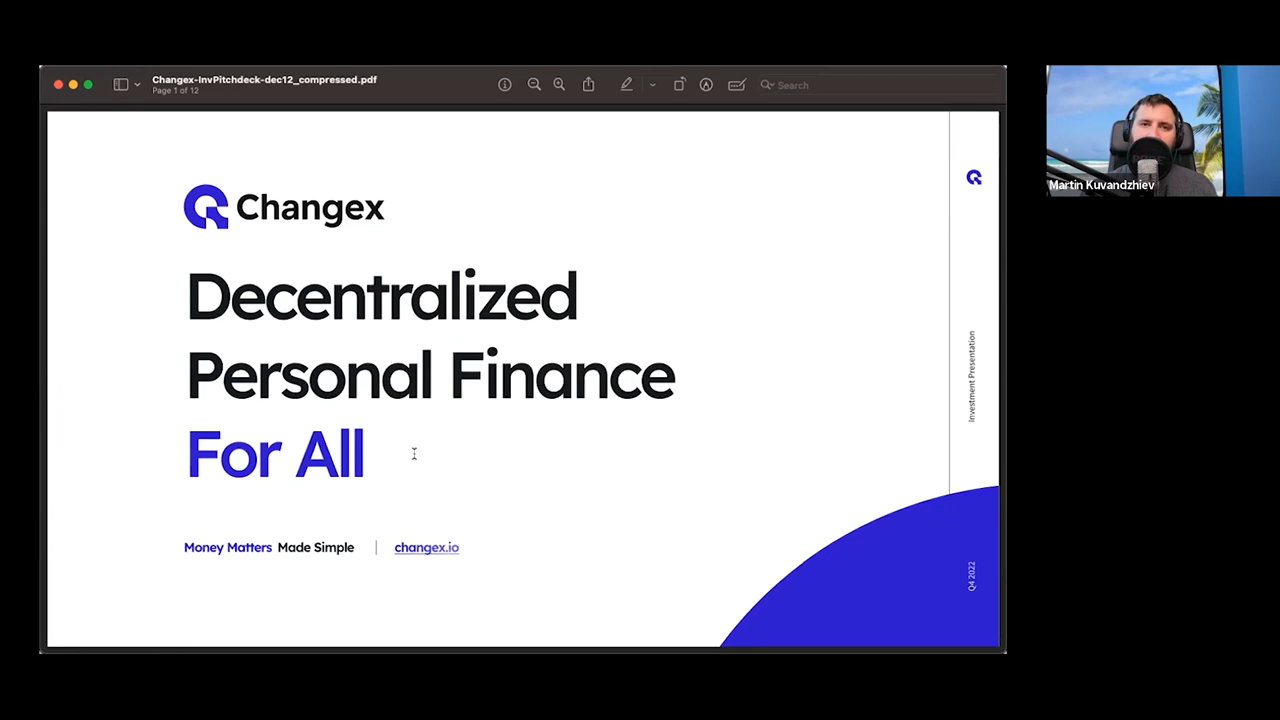 Changex-InvPitchdeck-dec12_compressed.pdf
Page 1 of 12
Search
Changex
Decentralized
Personal Finance
For All
Money Matters Made Simple | changex.io
Investment Presentation
Q4 2022
Martin Kuvandzhiev